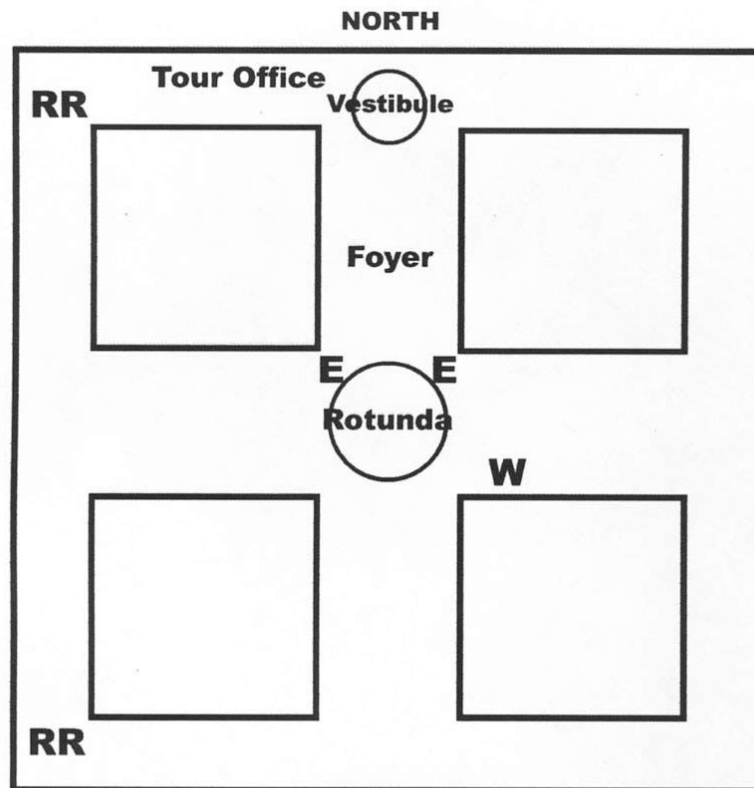 NORTH
Tour Office
Vestibule
RR
Foyer
E E
Rotunda
W
RR